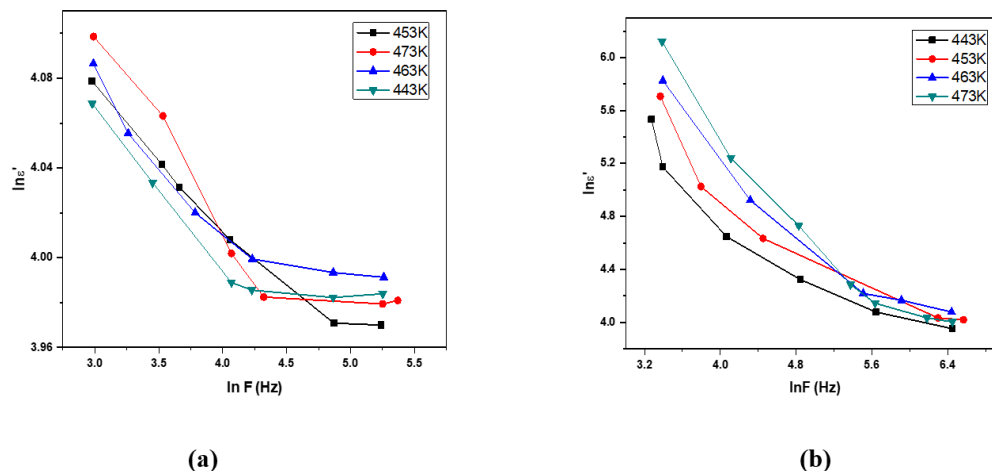 453K
473K
463K
443K
4.08
4.04
4.00
3.96
lnε'
3.0
3.5
4.0
4.5
5.0
5.5
ln F (Hz)
(a)
443K
453K
463K
473K
6.0
5.6
5.2
4.8
4.4
4.0
lnε'
3.2
4.0
4.8
5.6
6.4
lnF (Hz)
(b)